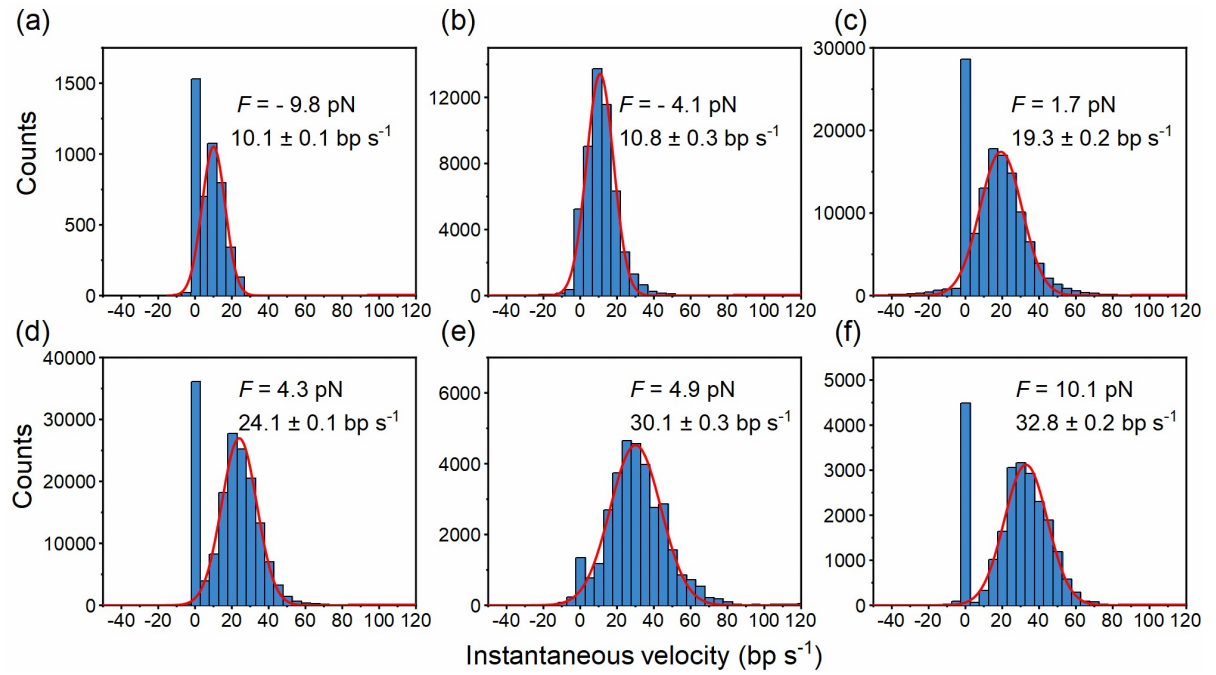 (a)
1500
1000
500
0
Counts
F = - 9.8 pN
10.1 ± 0.1 bp s⁻¹
-40 -20 0 20 40 60 80 100 120
(b)
12000
8000
4000
0
F = - 4.1 pN
10.8 ± 0.3 bp s⁻¹
-40 -20 0 20 40 60 80 100 120
(c)
30000
20000
10000
0
F = 1.7 pN
19.3 ± 0.2 bp s⁻¹
-40 -20 0 20 40 60 80 100 120
(d)
40000
30000
20000
10000
0
Counts
F = 4.3 pN
24.1 ± 0.1 bp s⁻¹
-40 -20 0 20 40 60 80 100 120
(e)
6000
4000
2000
0
F = 4.9 pN
30.1 ± 0.3 bp s⁻¹
-40 -20 0 20 40 60 80 100 120
(f)
5000
4000
3000
2000
1000
0
F = 10.1 pN
32.8 ± 0.2 bp s⁻¹
-40 -20 0 20 40 60 80 100 120
Instantaneous velocity (bp s⁻¹)